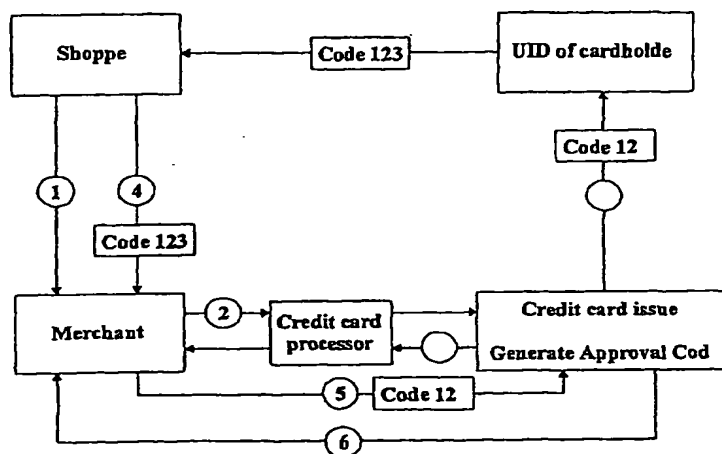 Shoppe
Code 123
UID of cardholde
Code 12
1
4
Code 123
Merchant
2
Credit card
processor
Credit card issue
Generate Approval Cod
5
Code 12
6